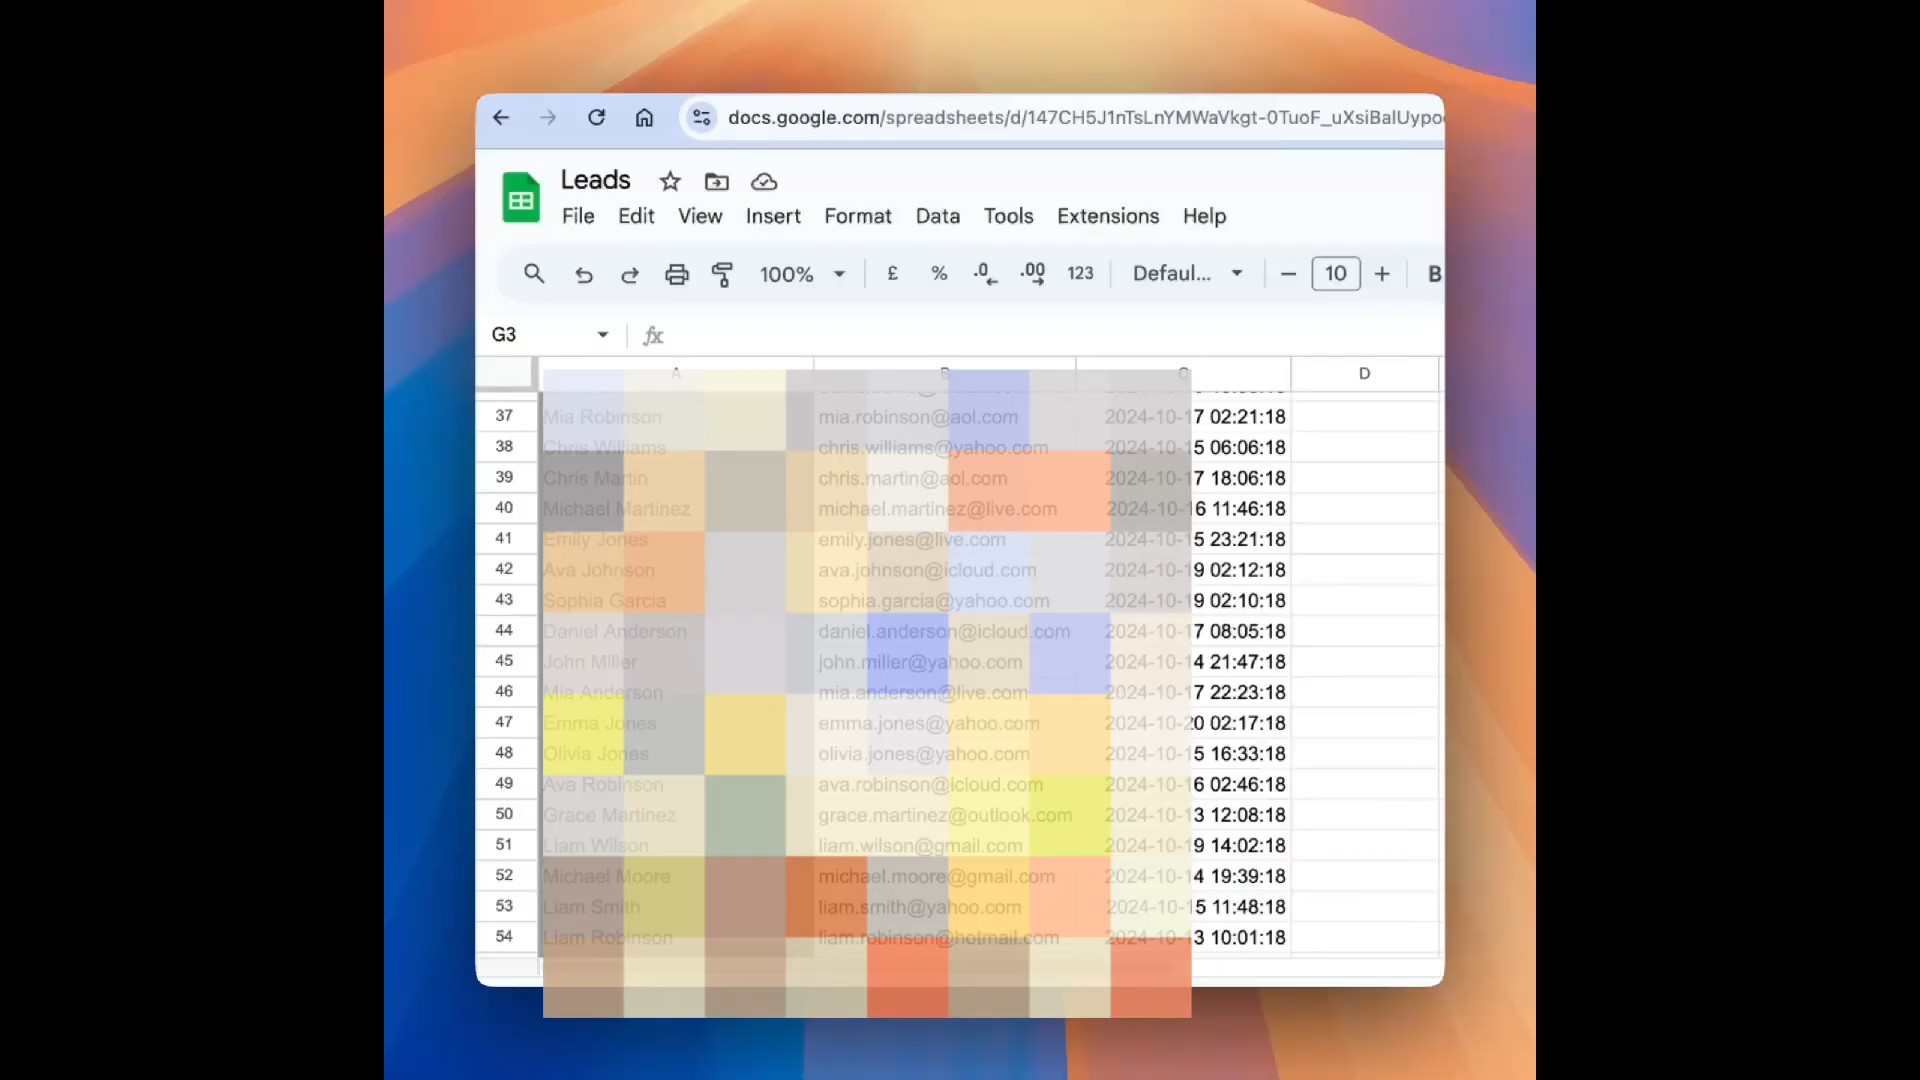 docs.google.com/spreadsheets/d/147CH5J1nTsLnYMWaVkgt-0TuoF_uXsiBalUypo
Leads
File Edit View Insert Format Data Tools Extensions Help
100% £ % .0 .00 123 Defaul... − 10 + B
G3 fx
A B C D
37 Mia Robinson mia.robinson@aol.com 2024-10-17 02:21:18
38 Chris Williams chris.williams@yahoo.com 2024-10-15 06:06:18
39 Chris Martin chris.martin@aol.com 2024-10-17 18:06:18
40 Michael Martinez michael.martinez@live.com 2024-10-16 11:46:18
41 Emily Jones emily.jones@live.com 2024-10-15 23:21:18
42 Ava Johnson ava.johnson@icloud.com 2024-10-19 02:12:18
43 Sophia Garcia sophia.garcia@yahoo.com 2024-10-19 02:10:18
44 Daniel Anderson daniel.anderson@icloud.com 2024-10-17 08:05:18
45 John Miller john.miller@yahoo.com 2024-10-14 21:47:18
46 Mia Anderson mia.anderson@live.com 2024-10-17 22:23:18
47 Emma Jones emma.jones@yahoo.com 2024-10-20 02:17:18
48 Olivia Jones olivia.jones@yahoo.com 2024-10-15 16:33:18
49 Ava Robinson ava.robinson@icloud.com 2024-10-16 02:46:18
50 Grace Martinez grace.martinez@outlook.com 2024-10-13 12:08:18
51 Liam Wilson liam.wilson@gmail.com 2024-10-19 14:02:18
52 Michael Moore michael.moore@gmail.com 2024-10-14 19:39:18
53 Liam Smith liam.smith@yahoo.com 2024-10-15 11:48:18
54 Liam Robinson liam.robinson@hotmail.com 2024-10-13 10:01:18